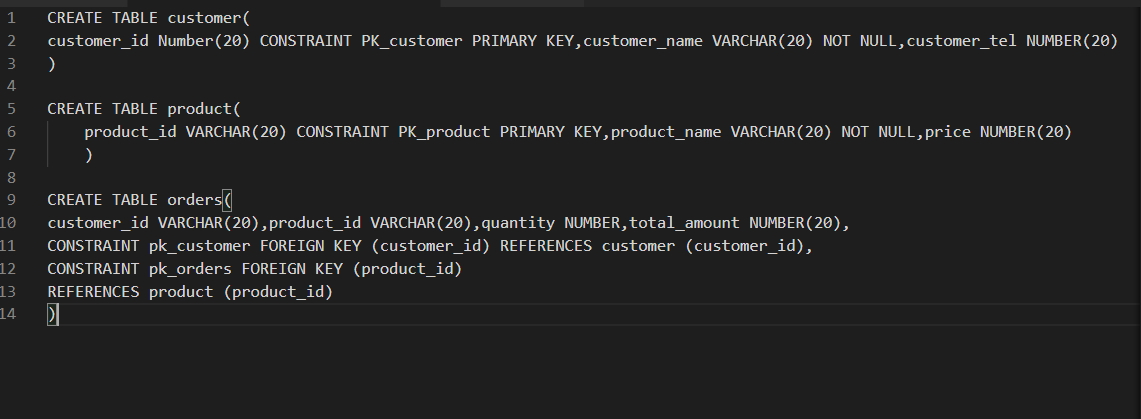 1 CREATE TABLE customer(
2 customer_id Number(20) CONSTRAINT PK_customer PRIMARY KEY,customer_name VARCHAR(20) NOT NULL,customer_tel NUMBER(20)
3 )
4
5 CREATE TABLE product(
6 product_id VARCHAR(20) CONSTRAINT PK_product PRIMARY KEY,product_name VARCHAR(20) NOT NULL,price NUMBER(20)
7 )
8
9 CREATE TABLE orders(
10 customer_id VARCHAR(20),product_id VARCHAR(20),quantity NUMBER,total_amount NUMBER(20),
11 CONSTRAINT pk_customer FOREIGN KEY (customer_id) REFERENCES customer (customer_id),
12 CONSTRAINT pk_orders FOREIGN KEY (product_id)
13 REFERENCES product (product_id)
14 )